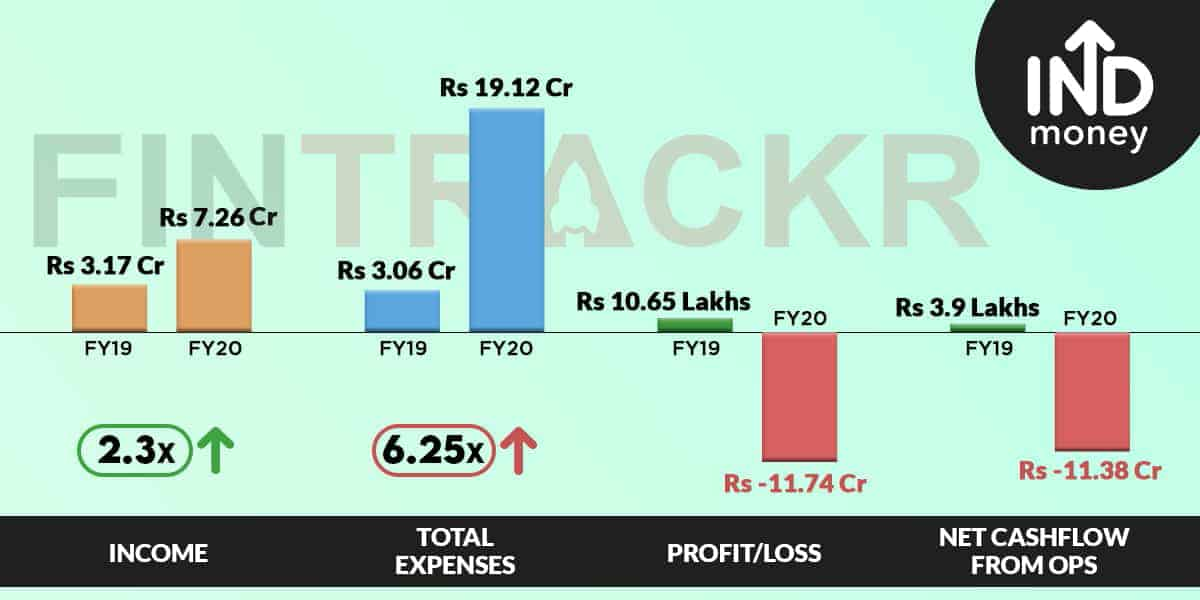 IND
money
FINTRACKR
Rs 3.17 Cr
FY19
Rs 7.26 Cr
FY20
2.3x
INCOME
Rs 3.06 Cr
FY19
Rs 19.12 Cr
FY20
6.25x
TOTAL
EXPENSES
Rs 10.65 Lakhs
FY19
FY20
Rs -11.74 Cr
PROFIT/LOSS
Rs 3.9 Lakhs
FY19
FY20
Rs -11.38 Cr
NET CASHFLOW
FROM OPS